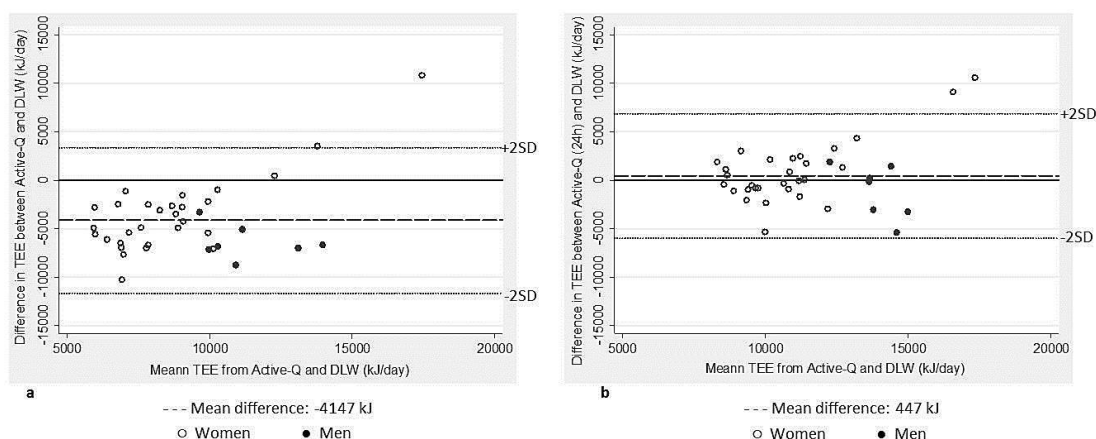 Difference in TEE between Active-Q and DLW (kJ/day)
15000
10000
5000
0
-5000
-10000
-15000
+2SD
-2SD
5000 10000 15000 20000
Meann TEE from Active-Q and DLW (kJ/day)
a
Mean difference: -4147 kJ
Women Men
Difference in TEE between Active-Q (24h) and DLW (kJ/day)
15000
10000
5000
0
-5000
-10000
-15000
+2SD
-2SD
5000 10000 15000 20000
Meann TEE from Active-Q and DLW (kJ/day)
b
Mean difference: 447 kJ
Women Men